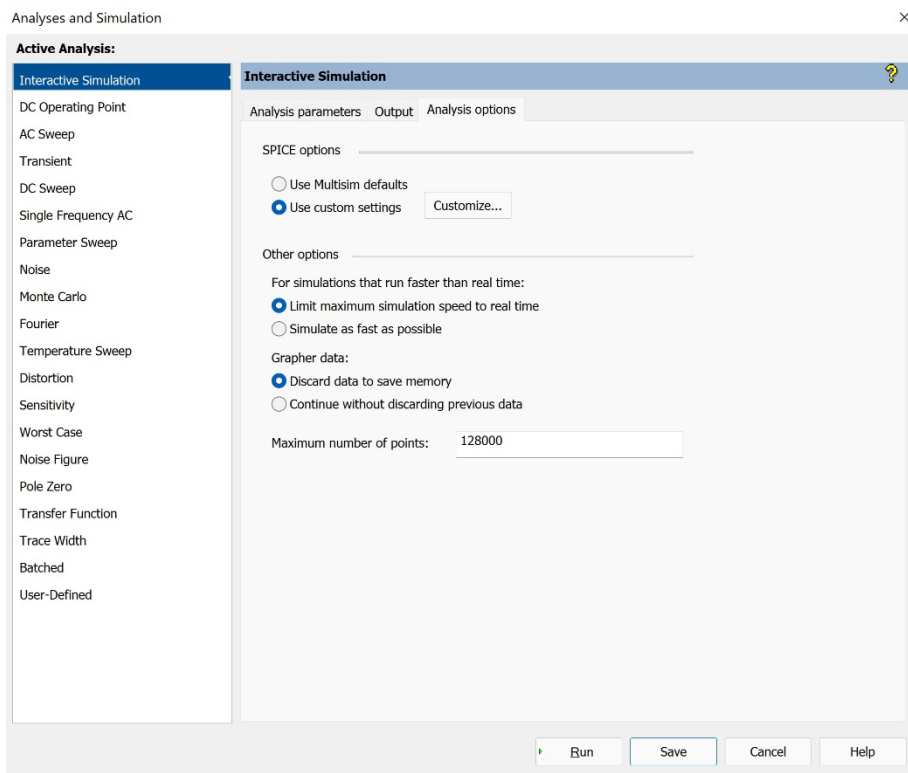 Analyses and Simulation
Active Analysis:
Interactive Simulation
DC Operating Point
AC Sweep
Transient
DC Sweep
Single Frequency AC
Parameter Sweep
Noise
Monte Carlo
Fourier
Temperature Sweep
Distortion
Sensitivity
Worst Case
Noise Figure
Pole Zero
Transfer Function
Trace Width
Batched
User-Defined
Interactive Simulation
Analysis parameters Output Analysis options
SPICE options
Use Multisim defaults
Use custom settings Customize...
Other options
For simulations that run faster than real time:
Limit maximum simulation speed to real time
Simulate as fast as possible
Grapher data:
Discard data to save memory
Continue without discarding previous data
Maximum number of points: 128000
Run Save Cancel Help